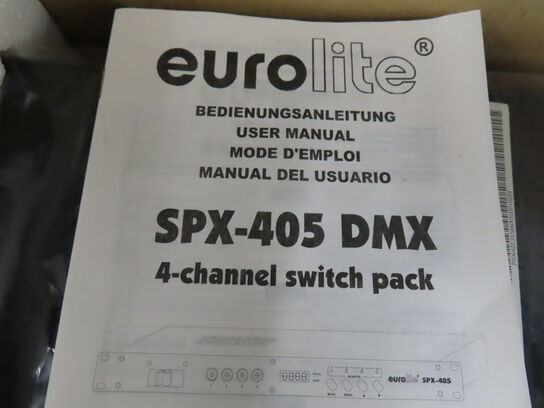 eurolite®
BEDIENUNGSANLEITUNG
USER MANUAL
MODE D'EMPLOI
MANUAL DEL USUARIO
SPX-405 DMX
4-channel switch pack
eurolite SPX-405